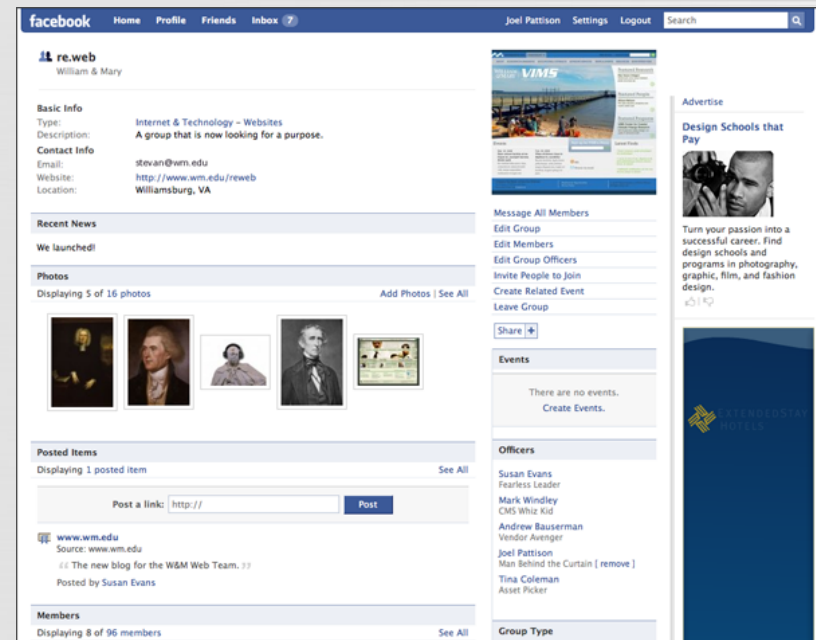 facebook Home Profile Friends Inbox 7 Joel Pattison Settings Logout Search
re.web
William & Mary
Basic Info
Type: Internet & Technology – Websites
Description: A group that is now looking for a purpose.
Contact Info
Email: stevan@wm.edu
Website: http://www.wm.edu/reweb
Location: Williamsburg, VA
Recent News
We launched!
Photos
Displaying 5 of 16 photos Add Photos | See All
Posted Items
Displaying 1 posted item See All
Post a link: http:// Post
www.wm.edu
Source: www.wm.edu
“ The new blog for the W&M Web Team. ”
Posted by Susan Evans
Members
Displaying 8 of 96 members See All
VIMS
Message All Members
Edit Group
Edit Members
Edit Group Officers
Invite People to Join
Create Related Event
Leave Group
Share +
Events
There are no events.
Create Events.
Officers
Susan Evans
Fearless Leader
Mark Windley
CMS Whiz Kid
Andrew Bauserman
Vendor Avenger
Joel Pattison
Man Behind the Curtain [ remove ]
Tina Coleman
Asset Picker
Group Type
Advertise
Design Schools that
Pay
Turn your passion into a
successful career. Find
design schools and
programs in photography,
graphic, film, and fashion
design.
EXTENDEDSTAY
HOTELS